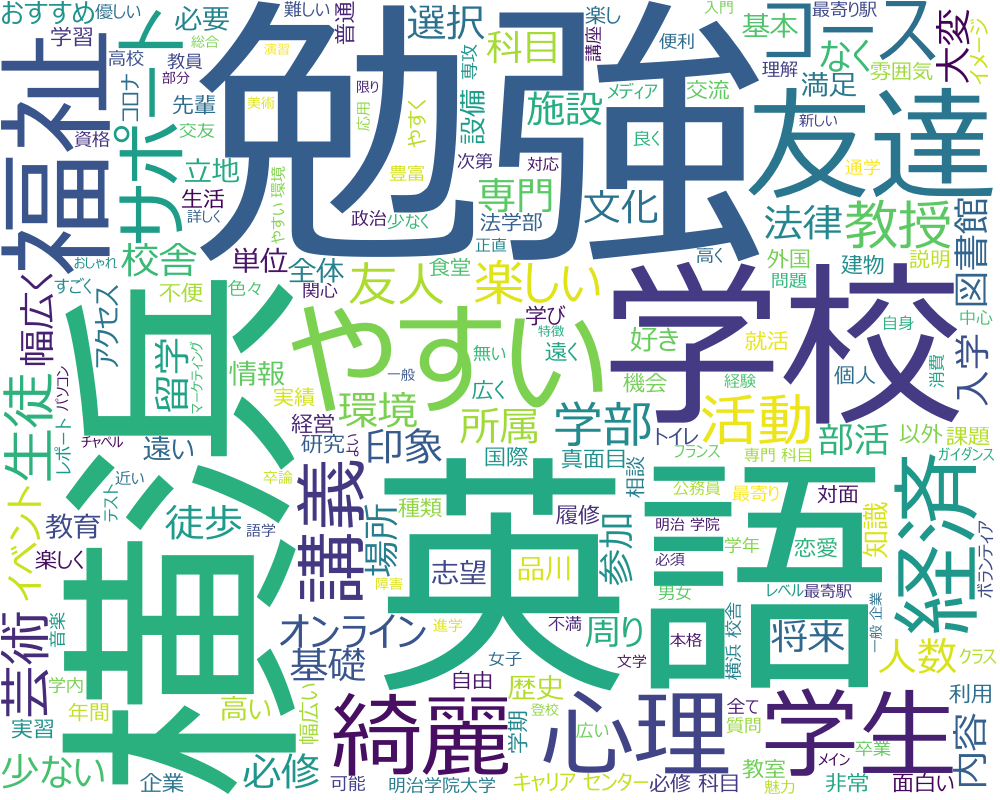 おすすめ
優しい
必要
難しい
普通
選択
楽し
科目
講座
入門
便利
基本
最寄り駅
コース
なく
大変
イメージ
学習
高校
コロナ
教員
総合
演習
部分
先輩
美術
限り
応用
やすく
専攻
設備
施設
メディア
交流
理解
満足
雰囲気
福祉
サポート
勉強
友達
資格
交友
立地
生活
詳しく
やすい 環境
豊富
次第
対応
良く
新しい
通学
専門
政治
少なく
法学部
文化
法律
教授
図書館
校舎
単位
全体
正直
高く
外国
建物
説明
おしゃれ
すごく
不便
色々
関心
食堂
友人
楽しい
問題
中心
幅広く
アクセス
横浜
留学
マーケティング
やすい
学び
特徴
遠く
好き
学校
自身
入学
生徒
レポート
パソコン
チャペル
情報
実績
一般
無い
広く
機会
就活
経験
個人
消費
環境
所属
学部
活動
遠い
経営
研究
印象
国際
真面目
トイレ
フランス
部活
以外
課題
テスト
近い
卒論
よい
専門 科目
ガイダンス
イベント
教育
徒歩
語学
講義
場所
種類
履修
英語
相談
公務員
最寄り
対面
知識
経済
ボランティア
楽しく
参加
明治 学院
学年
恋愛
志望
品川
必須
障害
男女
レベル
最寄駅
音楽
オンライン
進学
不満
周り
本格
横浜 校舎
将来
一般 企業
芸術
基礎
女子
文学
人数
クラス
学内
自由
歴史
年間
高い
幅広い
綺麗
学期
登校
心理
広い
全て
質問
学生
卒業
メイン
内容
利用
実習
少ない
企業
必修
可能
明治学院大学
キャリア センター
必修 科目
教室
魅力
非常
面白い